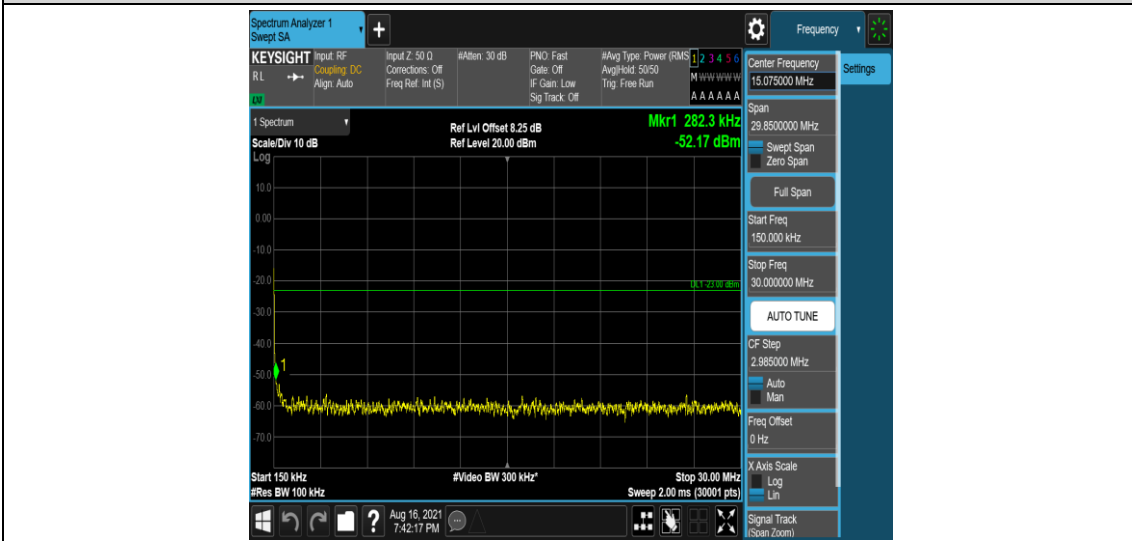 Spectrum Analyzer 1
Swept SA
Frequency
KEYSIGHT
R L
LXI
Input: RF
Coupling: DC
Align: Auto
Input Z: 50 Ω
Corrections: Off
Freq Ref: Int (S)
#Atten: 30 dB
PNO: Fast
Gate: Off
IF Gain: Low
Sig Track: Off
#Avg Type: Power (RMS
Avg|Hold: 50/50
Trig: Free Run
1 2 3 4 5 6
M W W W W W
A A A A A A
1 Spectrum
Scale/Div 10 dB
Log
Ref Lvl Offset 8.25 dB
Ref Level 20.00 dBm
Mkr1 282.3 kHz
-52.17 dBm
10.0
0.00
-10.0
-20.0
DL1 -23.00 dBm
-30.0
-40.0
1
-50.0
-60.0
-70.0
Start 150 kHz
#Res BW 100 kHz
#Video BW 300 kHz*
Stop 30.00 MHz
Sweep 2.00 ms (30001 pts)
Center Frequency
15.075000 MHz
Settings
Span
29.8500000 MHz
Swept Span
Zero Span
Full Span
Start Freq
150.000 kHz
Stop Freq
30.000000 MHz
AUTO TUNE
CF Step
2.985000 MHz
Auto
Man
Freq Offset
0 Hz
X Axis Scale
Log
Lin
Signal Track
(Span Zoom)
?
Aug 16, 2021
7:42:17 PM